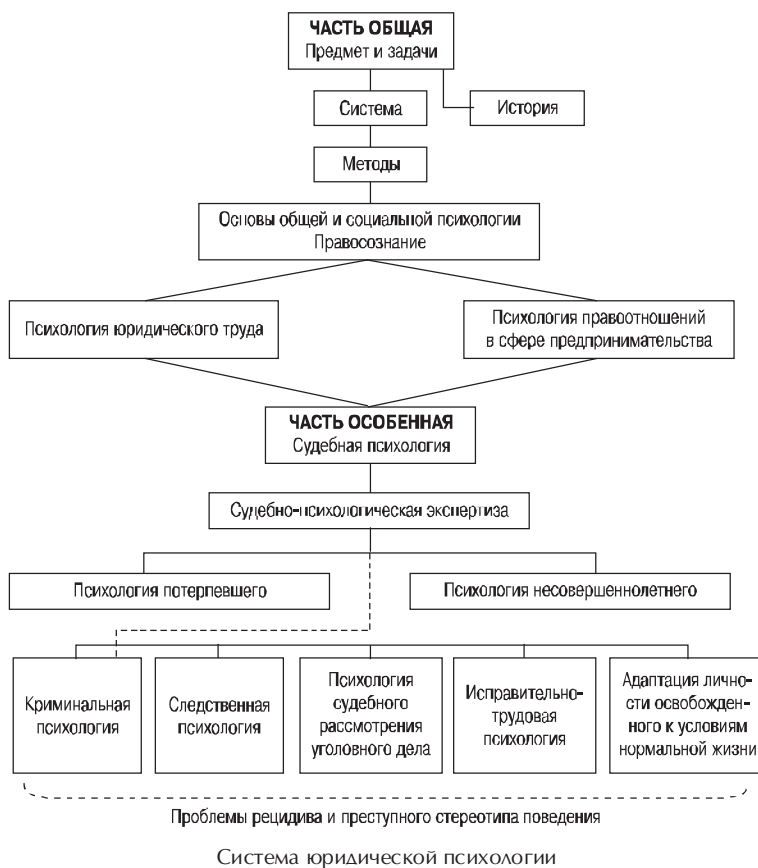 ЧАСТЬ ОБЩАЯ
Предмет и задачи
Система
История
Методы
Основы общей и социальной психологии
Правосознание
Психология юридического труда
Психология правоотношений
в сфере предпринимательства
ЧАСТЬ ОСОБЕННАЯ
Судебная психология
Судебно-психологическая экспертиза
Психология потерпевшего
Психология несовершеннолетнего
Криминальная
психология
Следственная
психология
Психология
судебного
рассмотрения
уголовного дела
Исправительно-
трудовая
психология
Адаптация лично-
сти освобожден-
ного к условиям
нормальной жизни
Проблемы рецидива и преступного стереотипа поведения
Система юридической психологии